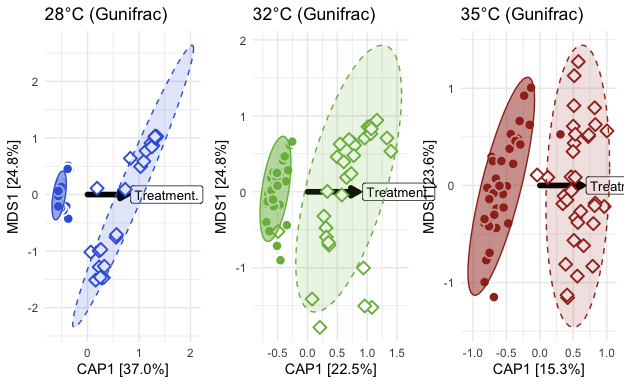 28°C (Gunifrac) 32°C (Gunifrac) 35°C (Gunifrac)
MDS1 [24.8%]
2
1
0
-1
-2
Treatment.
0 1 2
CAP1 [37.0%]
MDS1 [24.8%]
2
1
0
-1
Treatment.
-0.5 0.0 0.5 1.0 1.5
CAP1 [22.5%]
MDS1 [23.6%]
1
0
-1
Treatm
-1.0 -0.5 0.0 0.5 1.0
CAP1 [15.3%]